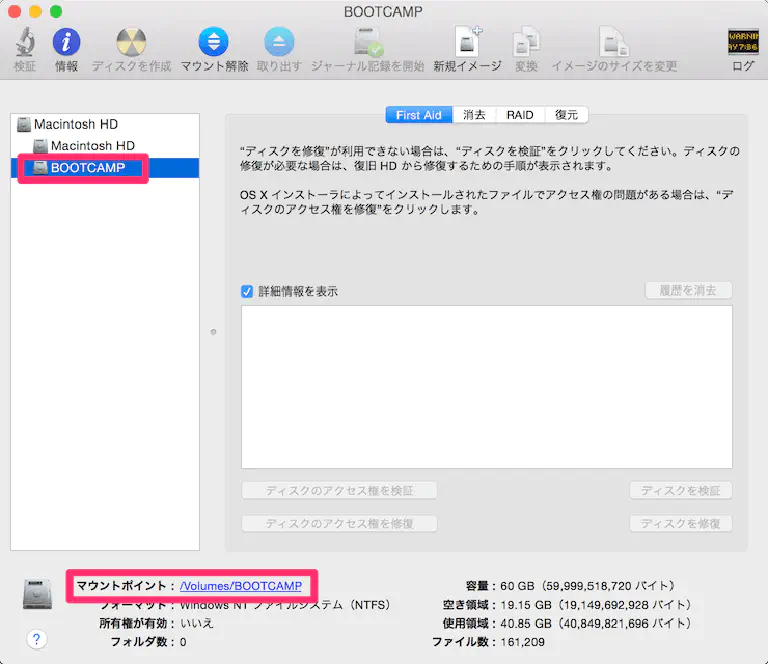 BOOTCAMP
検証 情報 ディスクを作成 マウント解除 取り出す ジャーナル記録を開始 新規イメージ 変換 イメージのサイズを変更 ログ
WARNIN
AY7:86
Macintosh HD
Macintosh HD
BOOTCAMP
First Aid 消去 RAID 復元
“ディスクを修復”が利用できない場合は、“ディスクを検証”をクリックしてください。ディスクの
修復が必要な場合は、復旧 HD から修復するための手順が表示されます。
OS X インストーラによってインストールされたファイルでアクセス権の問題がある場合は、“デ
ィスクのアクセス権を修復”をクリックします。
詳細情報を表示 履歴を消去
ディスクのアクセス権を検証 ディスクを検証
ディスクのアクセス権を修復 ディスクを修復
マウントポイント : /Volumes/BOOTCAMP
フォーマット : Windows NT ファイルシステム（NTFS）
所有権が有効 : いいえ
フォルダ数 : 0
容量 : 60 GB（59,999,518,720 バイト）
空き領域 : 19.15 GB（19,149,692,928 バイト）
使用領域 : 40.85 GB（40,849,821,696 バイト）
ファイル数 : 161,209
?